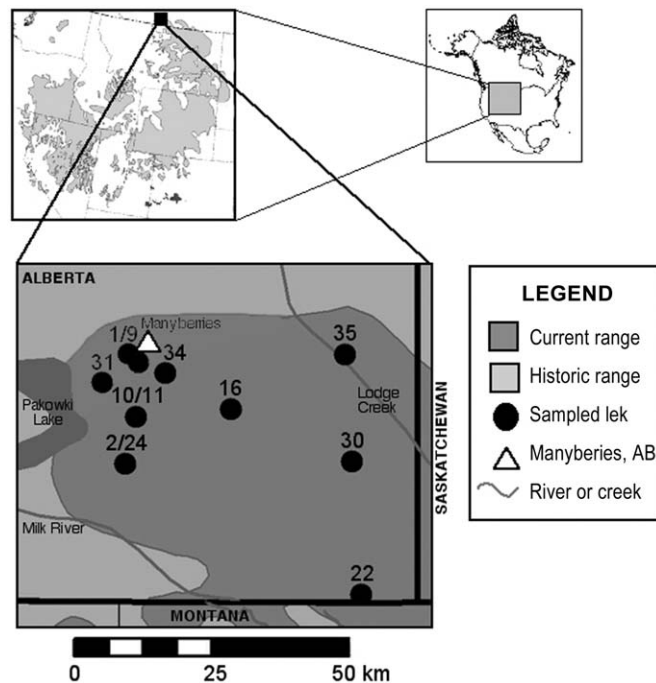 ALBERTA
Manyberries
1/9
31
34
35
10/11
16
Pakowki
Lake
Lodge
Creek
2/24
30
SASKATCHEWAN
Milk River
22
MONTANA
0
25
50 km
LEGEND
Current range
Historic range
Sampled lek
Manyberies, AB
River or creek